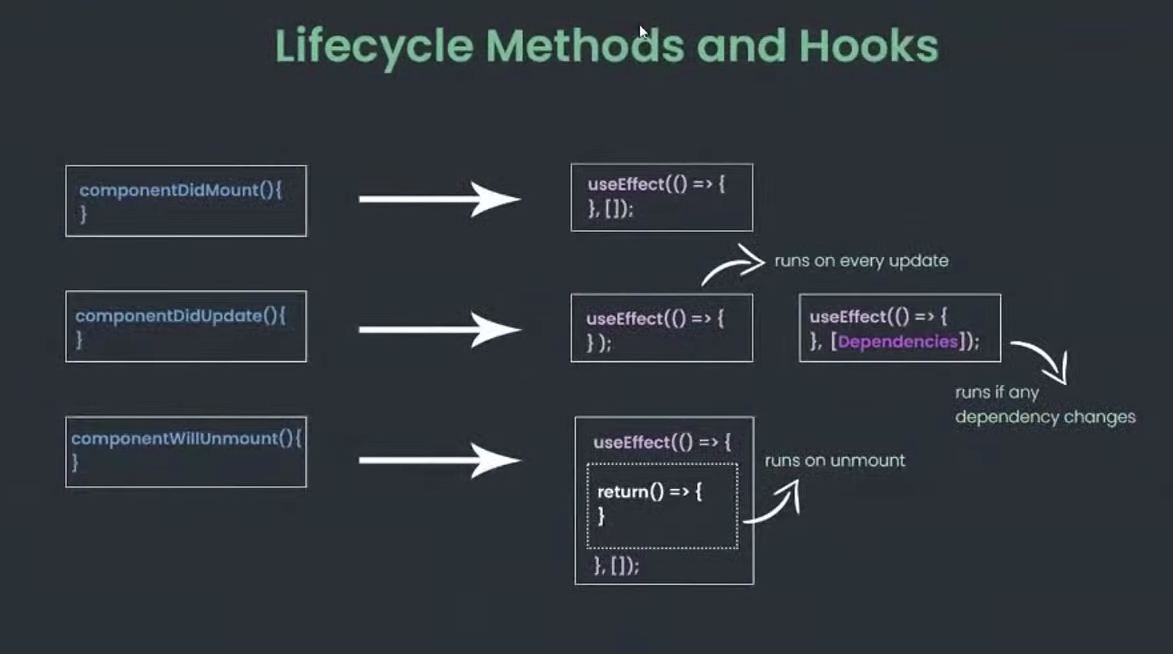 Lifecycle Methods and Hooks
componentDidMount(){
}
useEffect(() => {
}, []);
runs on every update
componentDidUpdate(){
}
useEffect(() => {
} );
useEffect(() => {
}, [Dependencies]);
runs if any
dependency changes
componentWillUnmount(){
}
useEffect(() => {
return() => {
}
}, []);
runs on unmount